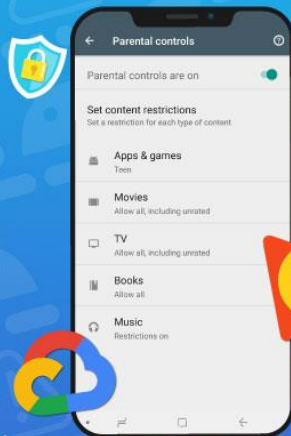 Parental controls
Parental controls are on
Set content restrictions
Set a restriction for each type of content
Apps & games
Teen
Movies
Allow all, including unrated
TV
Allow all, including unrated
Books
Allow all
Music
Restrictions on